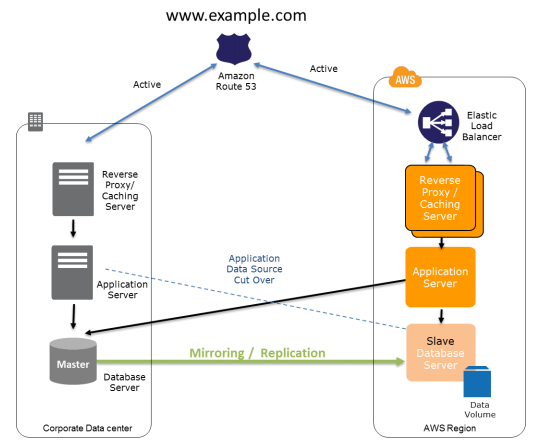 www.example.com
Amazon
Route 53
Active
Active
AWS
Elastic
Load
Balancer
Reverse
Proxy/
Caching
Server
Reverse
Proxy /
Caching
Server
Application
Data Source
Cut Over
Application
Server
Application
Server
Mirroring / Replication
Master
Database
Server
Slave
Database
Server
Data
Volume
Corporate Data center
AWS Region